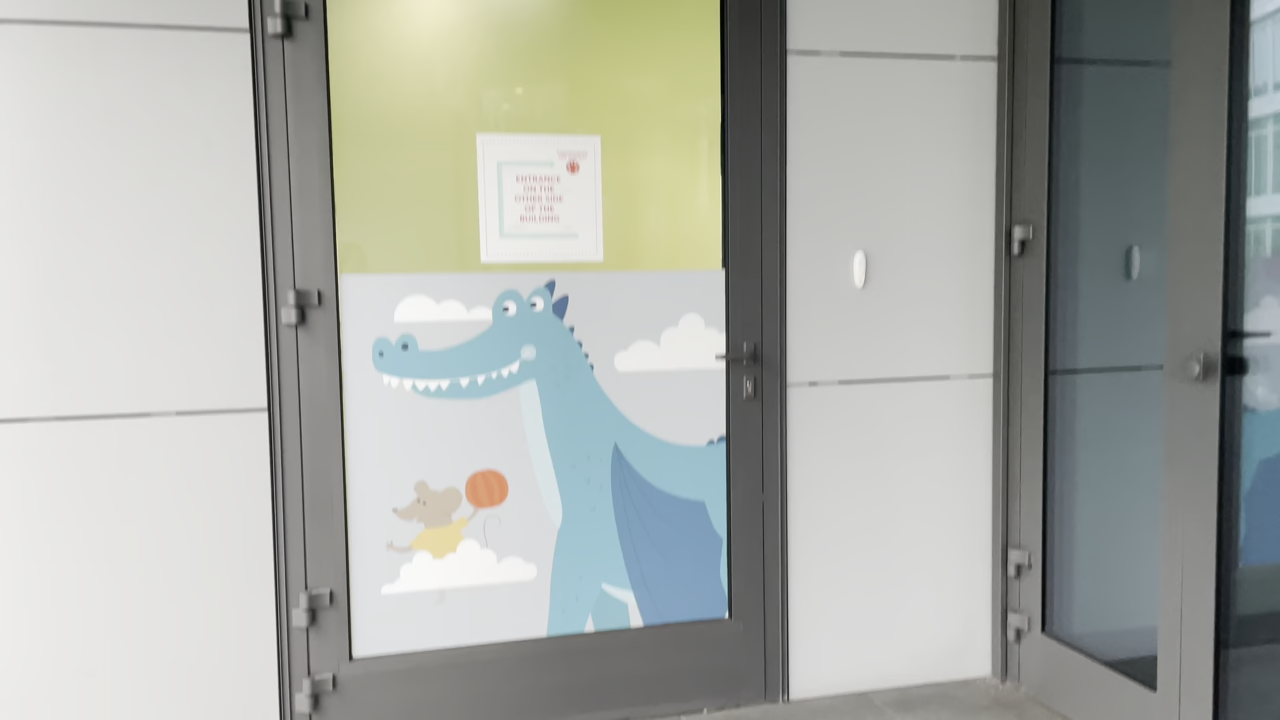 ENTRANCE
ON THE
OTHER SIDE
OF THE
BUILDING